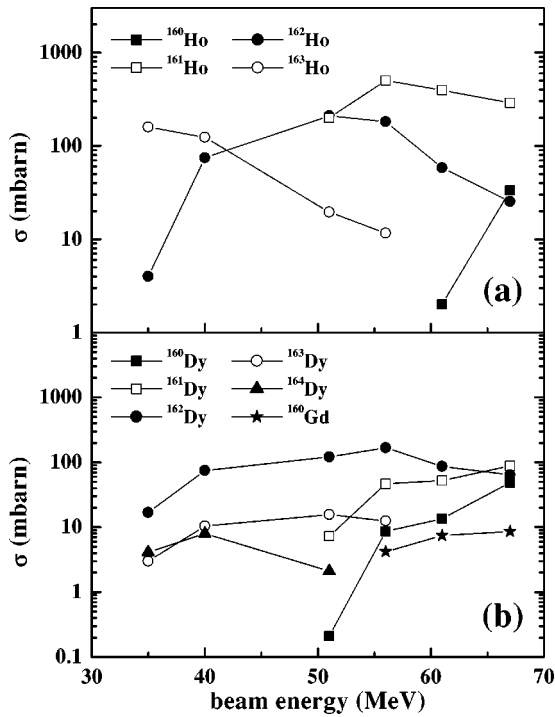 ¹⁶⁰Ho ¹⁶²Ho
¹⁶¹Ho ¹⁶³Ho
1000
100
10
1
σ (mbarn)
(a)
¹⁶⁰Dy ¹⁶³Dy
¹⁶¹Dy ¹⁶⁴Dy
¹⁶²Dy ¹⁶⁰Gd
1000
100
10
1
0.1
σ (mbarn)
(b)
30 40 50 60 70
beam energy (MeV)